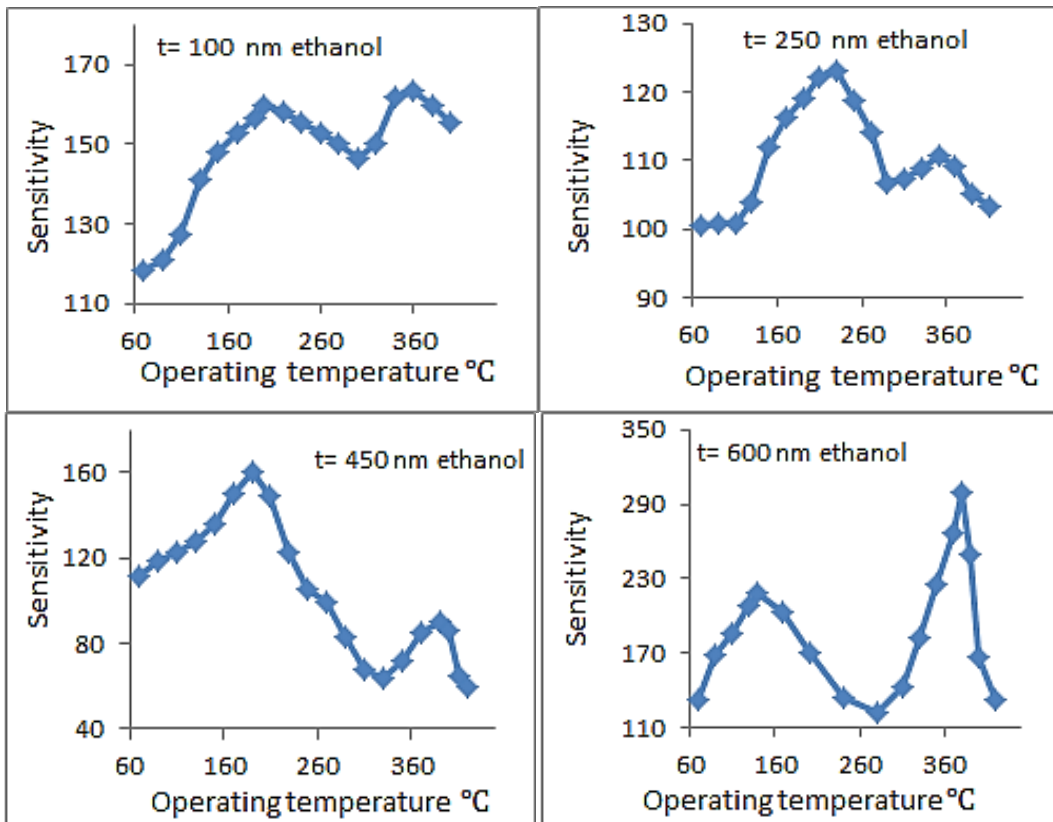 t= 100 nm ethanol
170
150
130
110
Sensitivity
60 160 260 360
Operating temperature °C
t= 250 nm ethanol
130
120
110
100
90
Sensitivity
60 160 260 360
Operating temperature °C
t= 450 nm ethanol
160
120
80
40
Sensitivity
60 160 260 360
Operating temperature °C
t= 600 nm ethanol
350
290
230
170
110
Sensitivity
60 160 260 360
Operating temperature °C